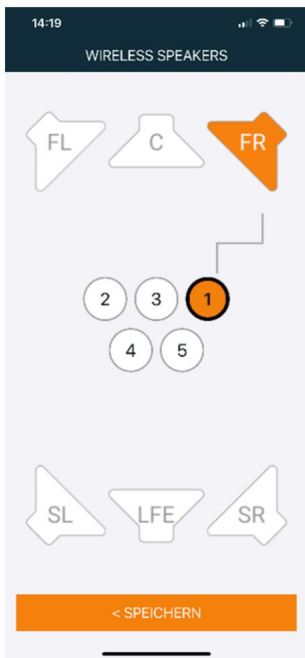 14:19
WIRELESS SPEAKERS
FL C FR
2 3 1
4 5
SL LFE SR
< SPEICHERN